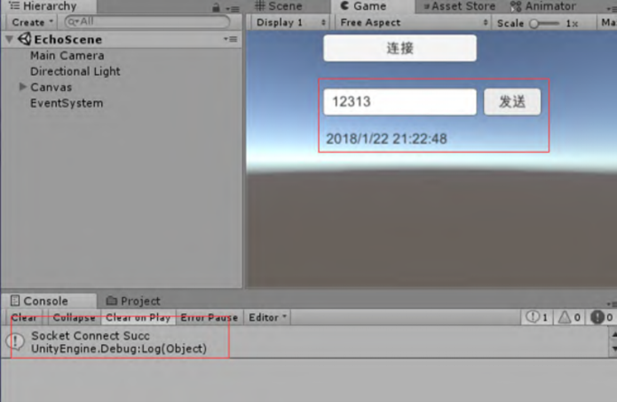 Hierarchy
# Scene
Game
Asset Store
Animator
Create
All
Display 1
Free Aspect
Scale
1x
Ma
EchoScene
Main Camera
Directional Light
Canvas
EventSystem
连接
12313
发送
2018/1/22 21:22:48
Console
Project
Clear
Collapse
Clear on Play
Error Pause
Editor
1
0
0
Socket Connect Succ
UnityEngine.Debug:Log(Object)